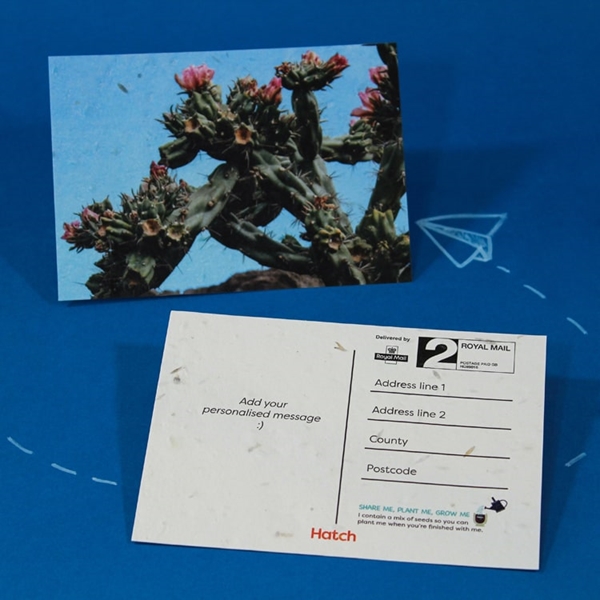 Delivered by
Royal Mail
2
ROYAL MAIL
POSTAGE PAID GB
Address line 1
Address line 2
County
Postcode
Add your
personalised message
:)
SHARE ME, PLANT ME, GROW ME
I contain a mix of seeds so you can
plant me when you're finished with me.
Hatch